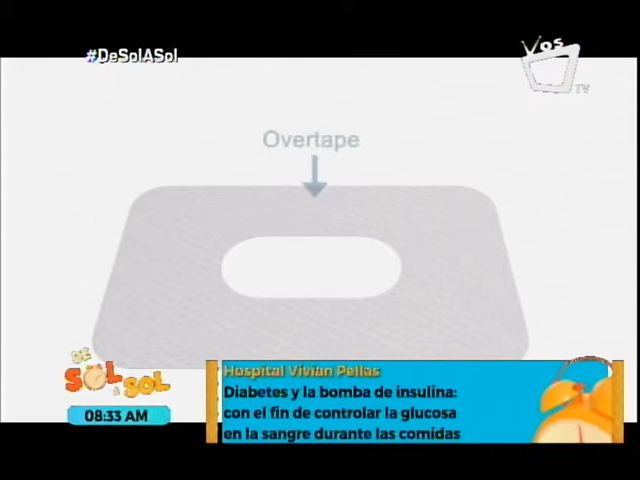 #DeSolASol
Vos
TV
Overtape
DE
SOL
A SOL
08:33 AM
Hospital Vivian Pellas
Diabetes y la bomba de insulina:
con el fin de controlar la glucosa
en la sangre durante las comidas